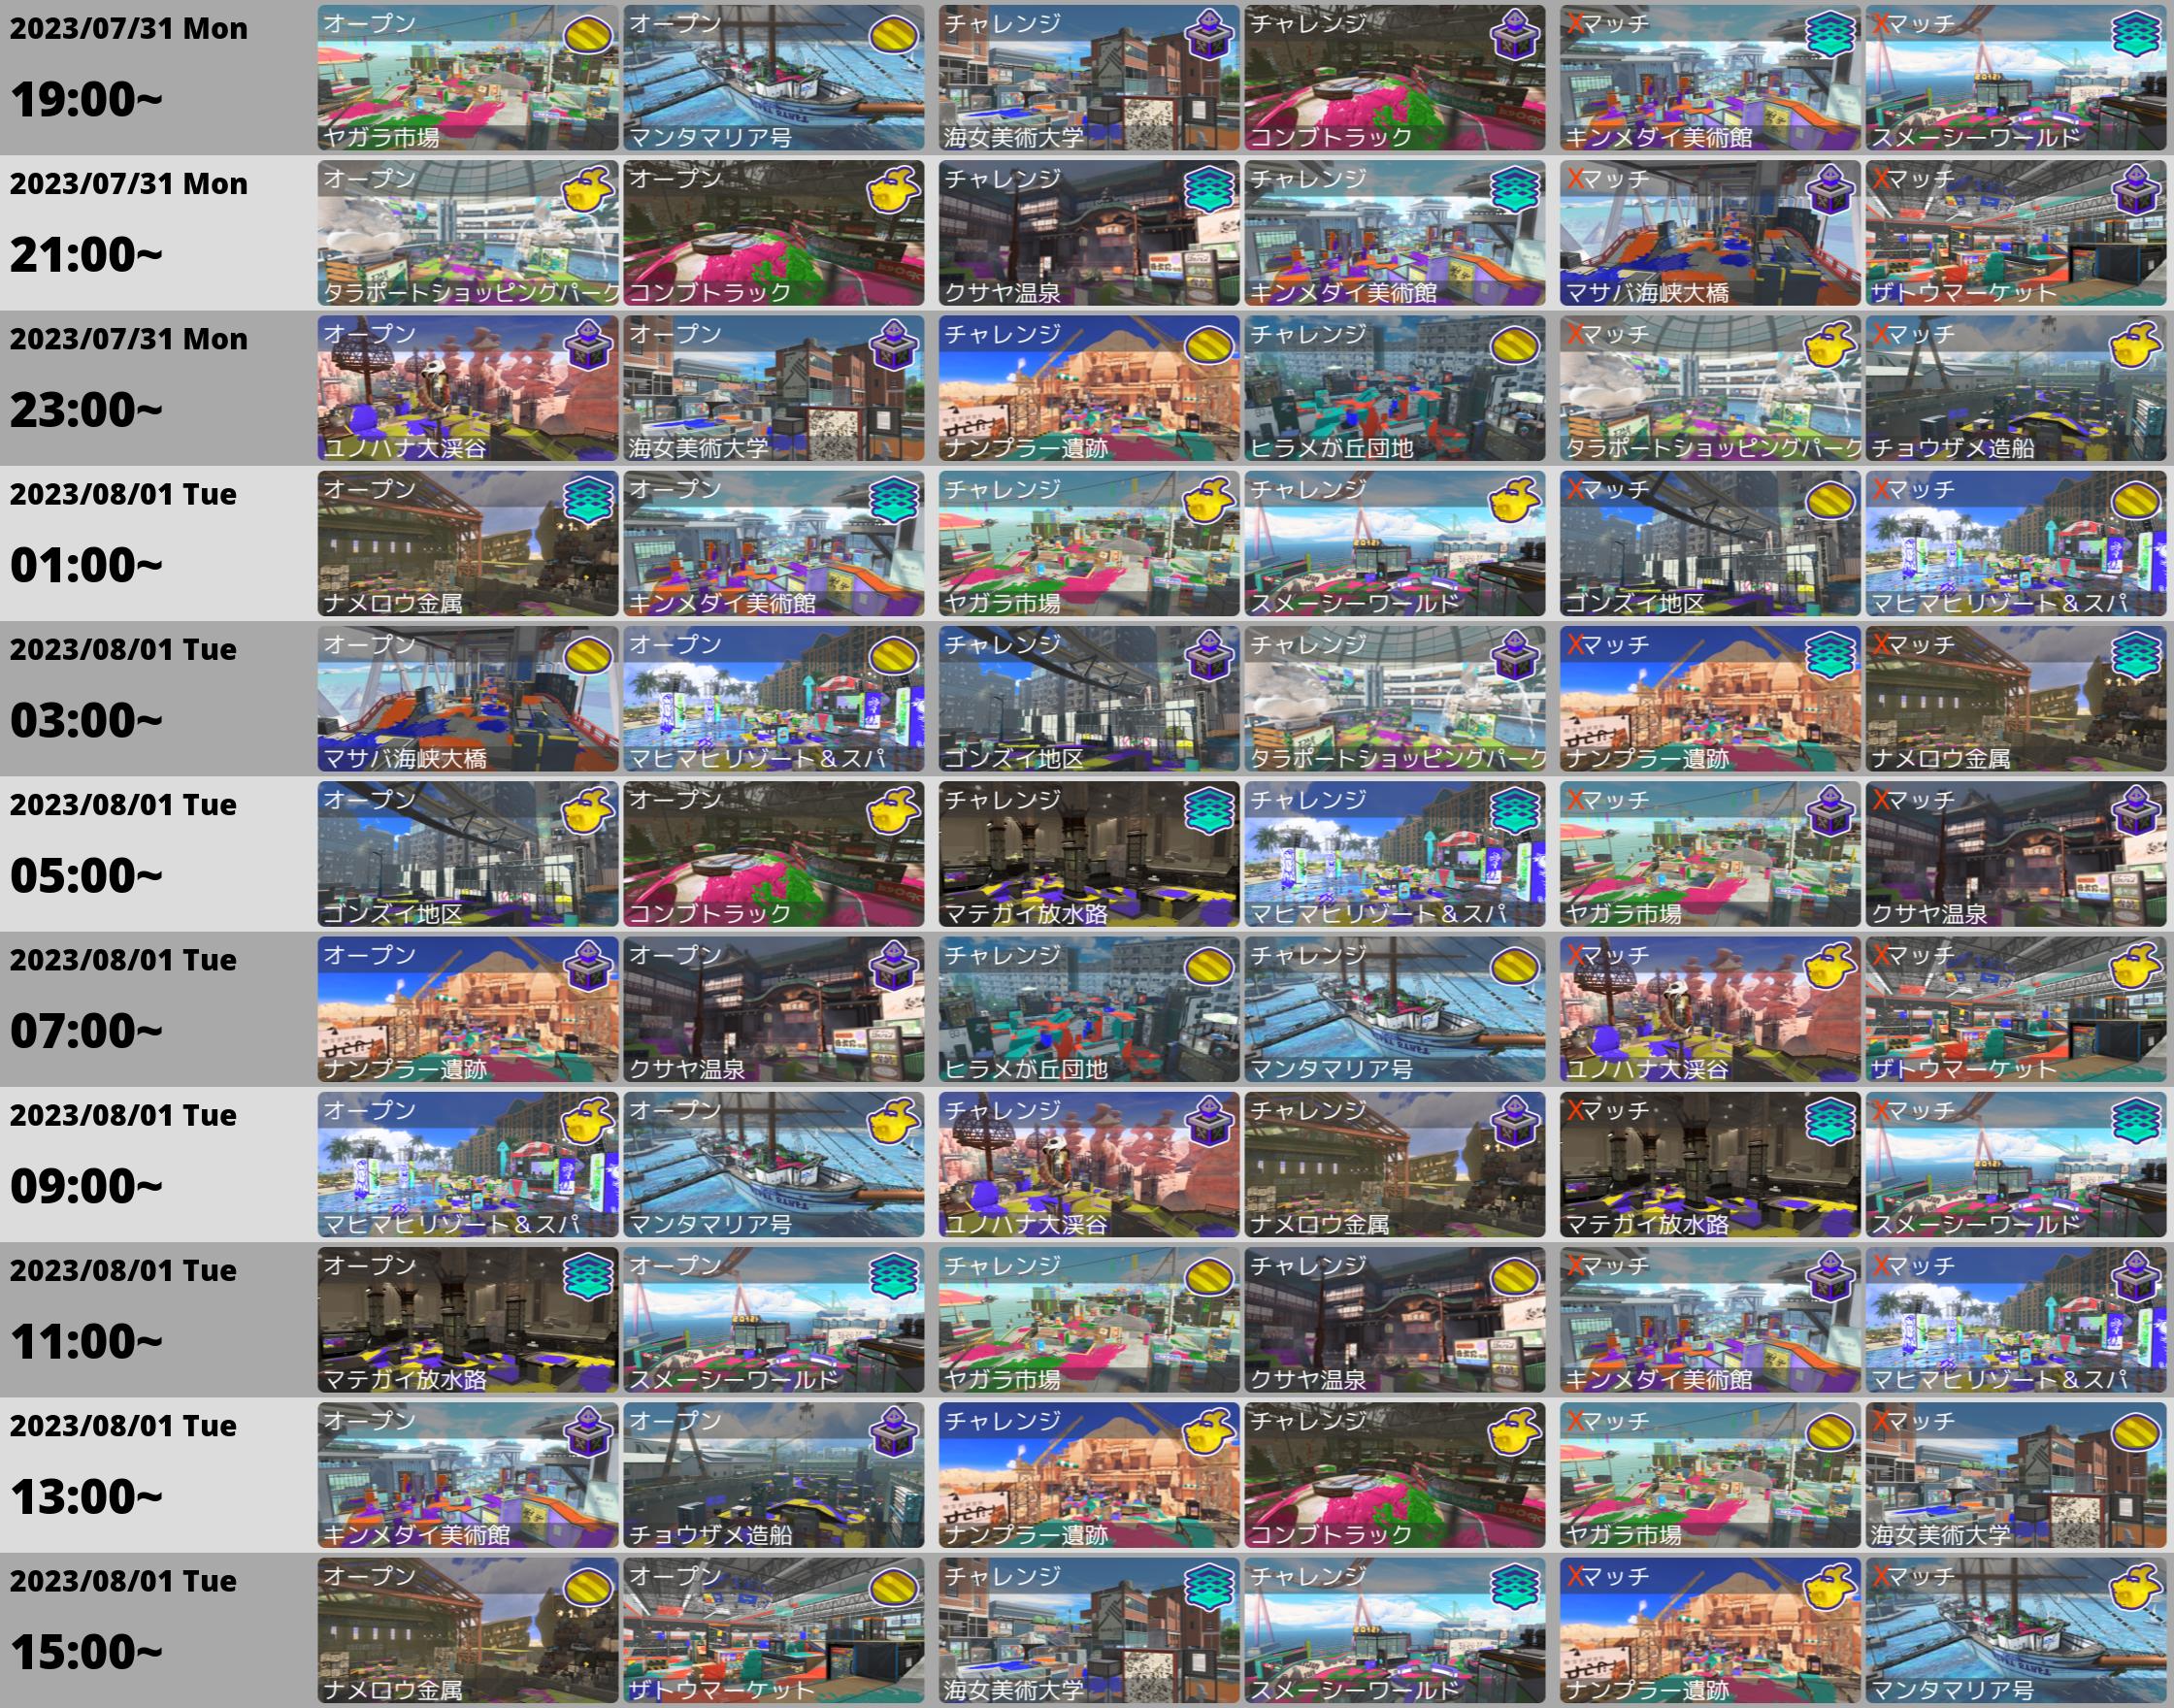 2023/07/31 Mon
19:00~
オープン オープン チャレンジ チャレンジ Xマッチ Xマッチ
ヤガラ市場 マンタマリア号 海女美術大学 コンブトラック キンメダイ美術館 スメーシーワールド
2023/07/31 Mon
21:00~
オープン オープン チャレンジ チャレンジ Xマッチ Xマッチ
タラポートショッピングパーク コンブトラック クサヤ温泉 キンメダイ美術館 マサバ海峡大橋 ザトウマーケット
2023/07/31 Mon
23:00~
オープン オープン チャレンジ チャレンジ Xマッチ Xマッチ
ユノハナ大渓谷 海女美術大学 ナンプラー遺跡 ヒラメが丘団地 タラポートショッピングパーク チョウザメ造船
2023/08/01 Tue
01:00~
オープン オープン チャレンジ チャレンジ Xマッチ Xマッチ
ナメロウ金属 キンメダイ美術館 ヤガラ市場 スメーシーワールド ゴンズイ地区 マヒマヒリゾート＆スパ
2023/08/01 Tue
03:00~
オープン オープン チャレンジ チャレンジ Xマッチ Xマッチ
マサバ海峡大橋 マヒマヒリゾート＆スパ ゴンズイ地区 タラポートショッピングパーク ナンプラー遺跡 ナメロウ金属
2023/08/01 Tue
05:00~
オープン オープン チャレンジ チャレンジ Xマッチ Xマッチ
ゴンズイ地区 コンブトラック マテガイ放水路 マヒマヒリゾート＆スパ ヤガラ市場 クサヤ温泉
2023/08/01 Tue
07:00~
オープン オープン チャレンジ チャレンジ Xマッチ Xマッチ
ナンプラー遺跡 クサヤ温泉 ヒラメが丘団地 マンタマリア号 ユノハナ大渓谷 ザトウマーケット
2023/08/01 Tue
09:00~
オープン オープン チャレンジ チャレンジ Xマッチ Xマッチ
マヒマヒリゾート＆スパ マンタマリア号 ユノハナ大渓谷 ナメロウ金属 マテガイ放水路 スメーシーワールド
2023/08/01 Tue
11:00~
オープン オープン チャレンジ チャレンジ Xマッチ Xマッチ
マテガイ放水路 スメーシーワールド ヤガラ市場 クサヤ温泉 キンメダイ美術館 マヒマヒリゾート＆スパ
2023/08/01 Tue
13:00~
オープン オープン チャレンジ チャレンジ Xマッチ Xマッチ
キンメダイ美術館 チョウザメ造船 ナンプラー遺跡 コンブトラック ヤガラ市場 海女美術大学
2023/08/01 Tue
15:00~
オープン オープン チャレンジ チャレンジ Xマッチ Xマッチ
ナメロウ金属 ザトウマーケット 海女美術大学 スメーシーワールド ナンプラー遺跡 マンタマリア号